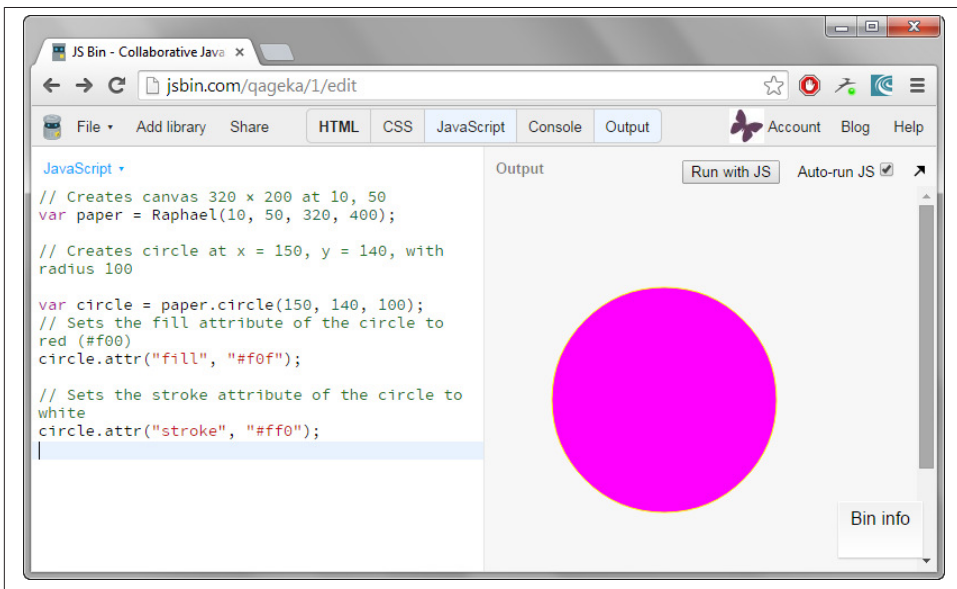 JS Bin - Collaborative Java
jsbin.com/qageka/1/edit
File Add library Share HTML CSS JavaScript Console Output Account Blog Help
JavaScript Output Run with JS Auto-run JS
// Creates canvas 320 × 200 at 10, 50
var paper = Raphael(10, 50, 320, 400);
// Creates circle at x = 150, y = 140, with
radius 100
var circle = paper.circle(150, 140, 100);
// Sets the fill attribute of the circle to
red (#f00)
circle.attr("fill", "#f0f");
// Sets the stroke attribute of the circle to
white
circle.attr("stroke", "#ff0");
Bin info